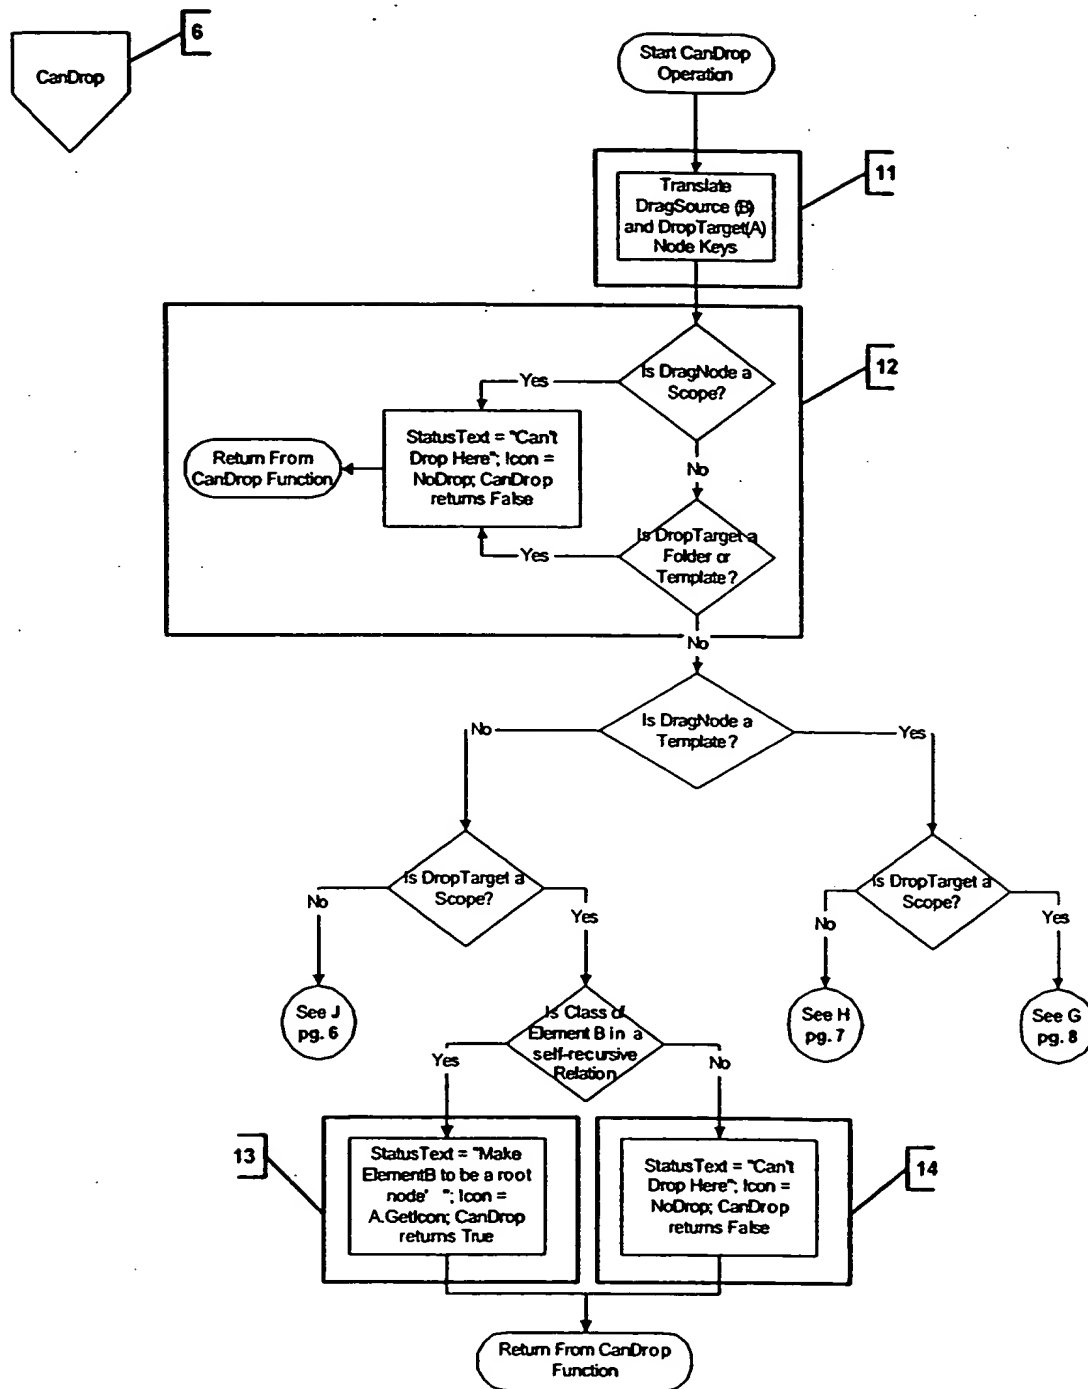 6
CanDrop
Start CanDrop
Operation
11
Translate
DragSource (B)
and DropTarget(A)
Node Keys
12
Is DragNode a
Scope?
Yes
StatusText = "Can't
Drop Here"; Icon =
NoDrop; CanDrop
returns False
Return From
CanDrop Function
No
Is DropTarget a
Folder or
Template?
Yes
No
Is DragNode a
Template?
No
Yes
Is DropTarget a
Scope?
Is DropTarget a
Scope?
No
Yes
No
Yes
See J
pg. 6
See H
pg. 7
See G
pg. 8
Is Class of
Element B in a
self-recursive
Relation
Yes
No
13
StatusText = "Make
ElementB to be a root
node' "; Icon =
A.GetIcon; CanDrop
returns True
StatusText = "Can't
Drop Here"; Icon =
NoDrop; CanDrop
returns False
14
Return From CanDrop
Function